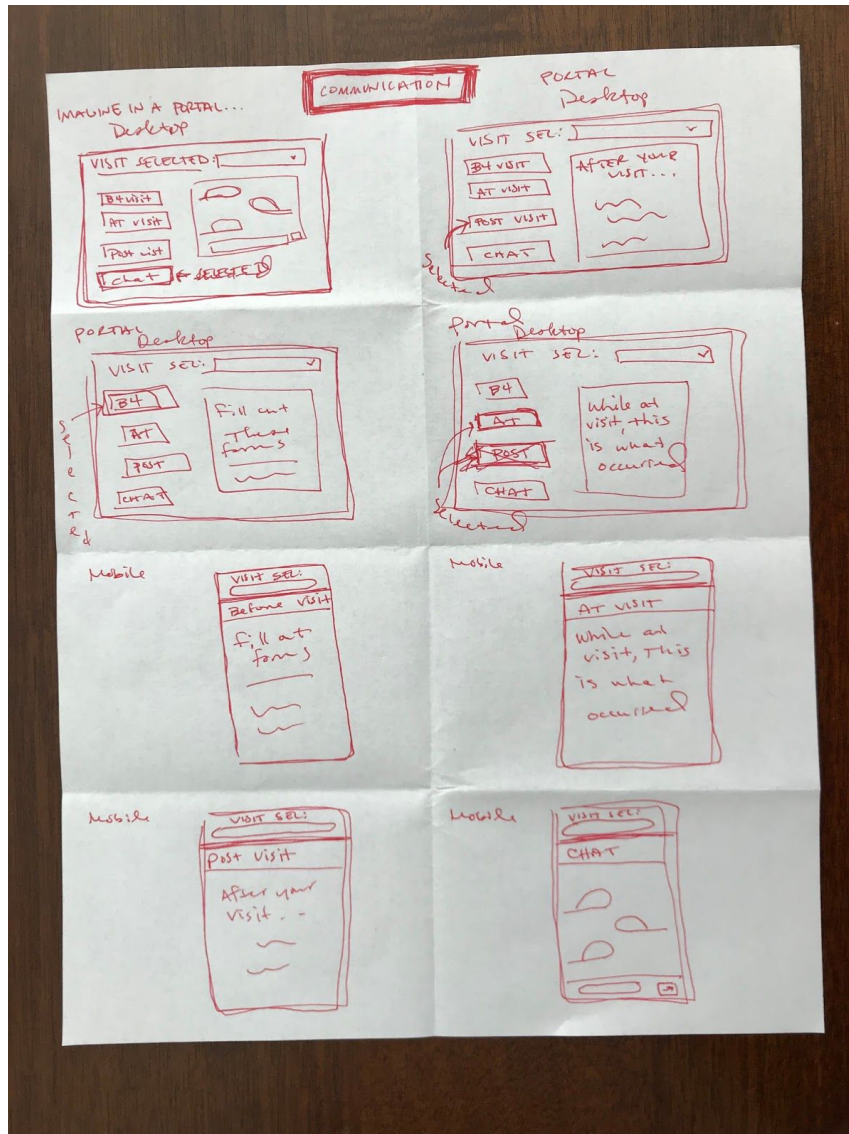 COMMUNICATION
IMAGINE IN A PORTAL...
Desktop
VISIT SELECTED:
B4 visit
AT visit
Post visit
Chat ← SELECTED
PORTAL
Desktop
VISIT SEL:
B4 VISIT
AT VISIT
POST VISIT
CHAT
Selected
AFTER YOUR
VISIT...
PORTAL
Desktop
VISIT SEL:
B4
AT
POST
CHAT
Selected
Fill out
These
forms
Portal
Desktop
VISIT SEL:
B4
AT
POST
CHAT
Selected
While at
visit, this
is what
occurred
Mobile
VISIT SEL:
Before Visit
Fill out
forms
Mobile
VISIT SEL:
AT VISIT
While at
visit, This
is what
occurred
Mobile
VISIT SEL:
Post Visit
After your
visit...
Mobile
VISIT SEL:
CHAT